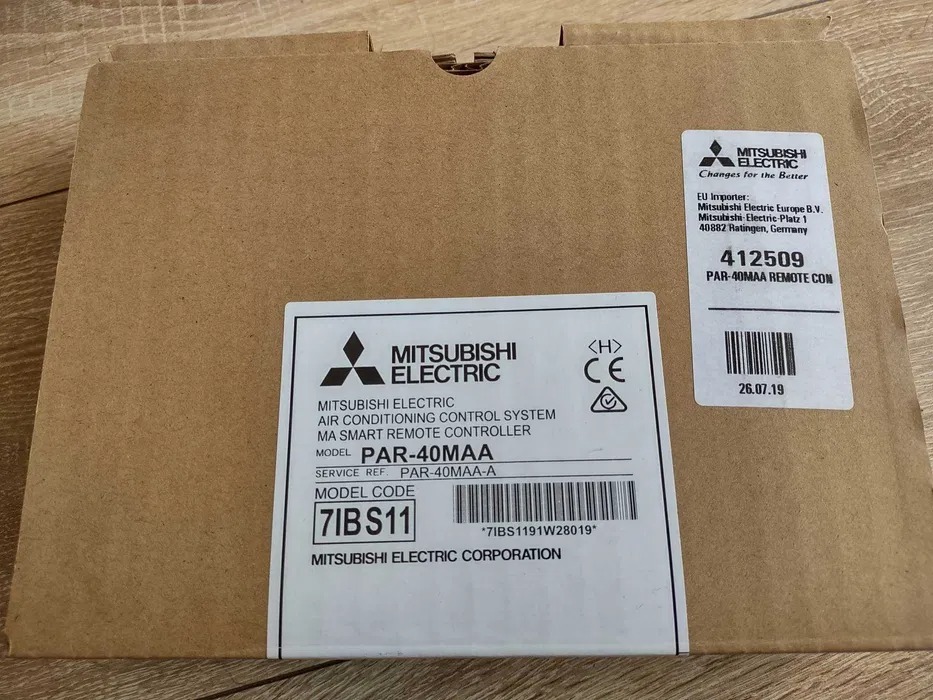 MITSUBISHI
ELECTRIC
Changes for the Better
EU Importer:
Mitsubishi Electric Europe B.V.
Mitsubishi-Electric-Platz 1
40882 Ratingen, Germany
412509
PAR-40MAA REMOTE CON
26.07.19
MITSUBISHI
ELECTRIC
<H>
CE
MITSUBISHI ELECTRIC
AIR CONDITIONING CONTROL SYSTEM
MA SMART REMOTE CONTROLLER
MODEL PAR-40MAA
SERVICE REF. PAR-40MAA-A
MODEL CODE
7IBS11
*7IBS1191W28019*
MITSUBISHI ELECTRIC CORPORATION